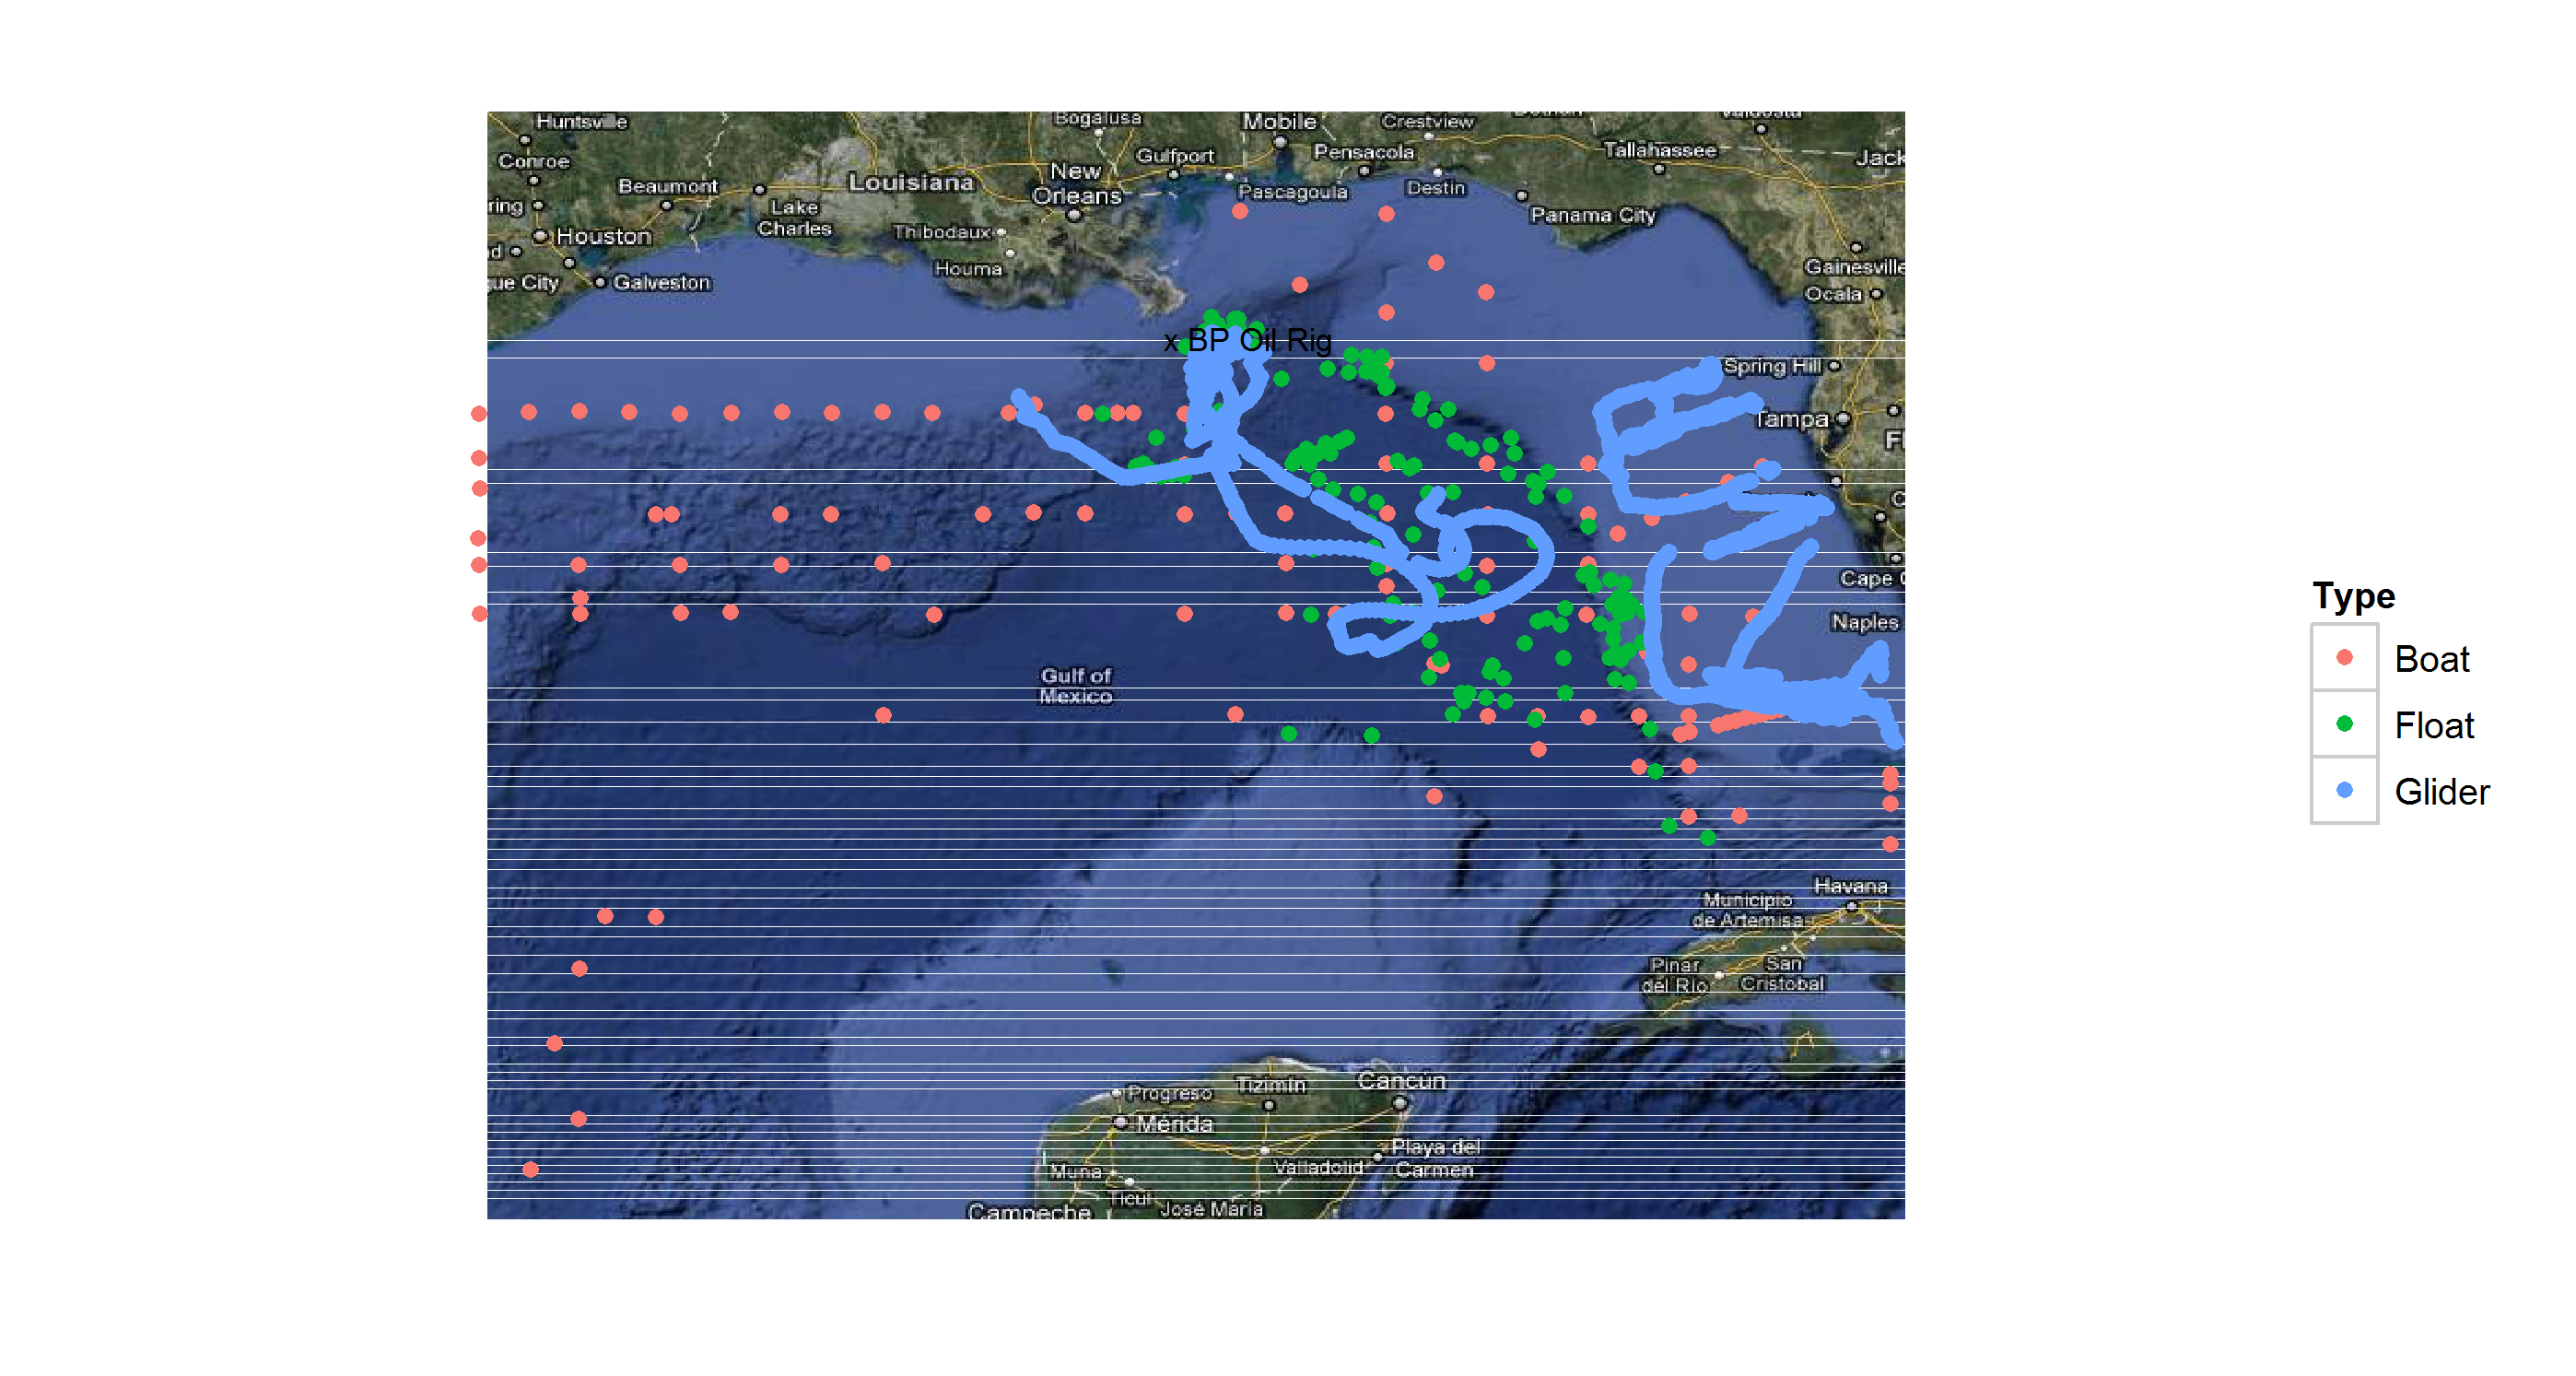 Huntsville
Bogalusa
Mobile
Crestview
Conroe
Gulfport
Pensacola
Tallahassee
Jack
New
Orleans
Beaumont
Louisiana
Pascagoula
Destin
ring
Lake
Charles
Panama City
Houston
Thibodaux
d
Houma
Gainesville
gue City
Galveston
Ocala
x BP Oil Rig
Spring Hill
Tampa
F
C
Cape
Naples
Gulf of
Mexico
Havana
Municipio
de Artemisa
Pinar
del Rio
San
Cristobal
Progreso
Tizimín
Cancún
Mérida
Playa del
Carmen
Muna
Valladolid
Ticul
José María
Campeche
Type
Boat
Float
Glider